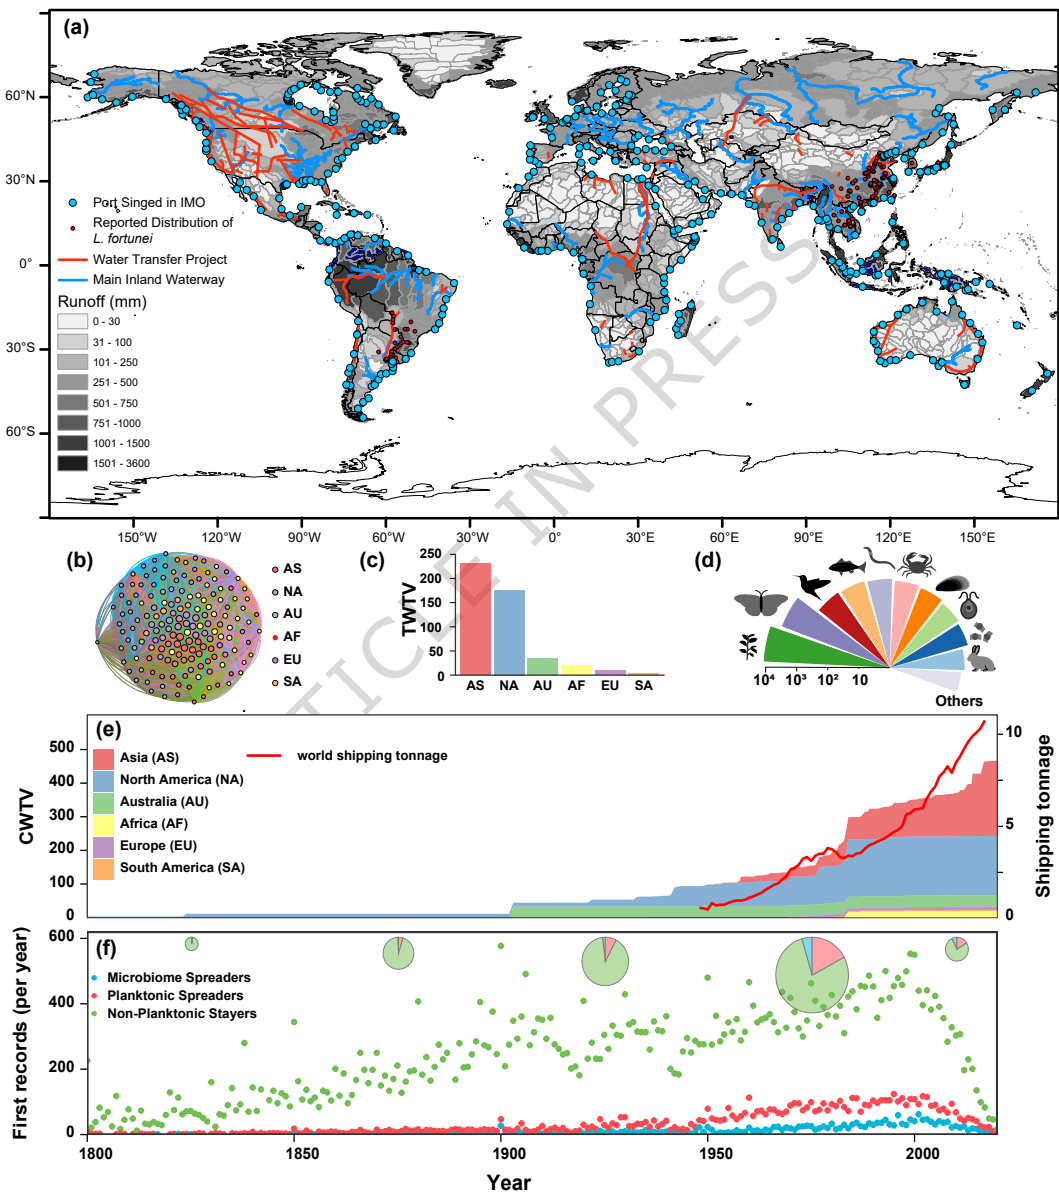 (a)
60°N
30°N
0°
30°S
60°S
Port Singed in IMO
Reported Distribution of
L. fortunei
Water Transfer Project
Main Inland Waterway
Runoff (mm)
0 - 30
31 - 100
101 - 250
251 - 500
501 - 750
751 -1000
1001 - 1500
1501 - 3600
150°W 120°W 90°W 60°W 30°W 0° 30°E 60°E 90°E 120°E 150°E
ARTICLE IN PRESS
(b)
AS
NA
AU
AF
EU
SA
(c)
TWTV
250
200
150
100
50
0
AS NA AU AF EU SA
(d)
10⁴ 10³ 10² 10
Others
(e)
CWTV
500
400
300
200
100
0
Asia (AS)
North America (NA)
Australia (AU)
Africa (AF)
Europe (EU)
South America (SA)
world shipping tonnage
10
5
0
Shipping tonnage
(f)
First records (per year)
600
400
200
0
Microbiome Spreaders
Planktonic Spreaders
Non-Planktonic Stayers
1800 1850 1900 1950 2000
Year